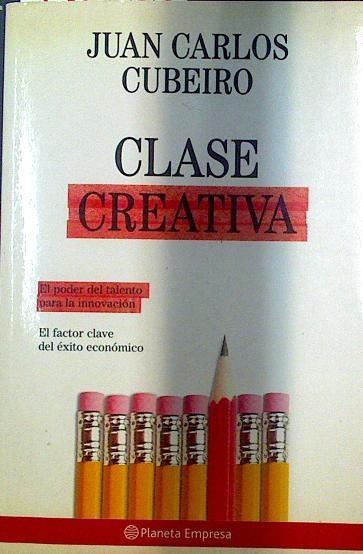 JUAN CARLOS
CUBEIRO
CLASE
CREATIVA
El poder del talento
para la innovación
El factor clave
del éxito económico
Planeta Empresa